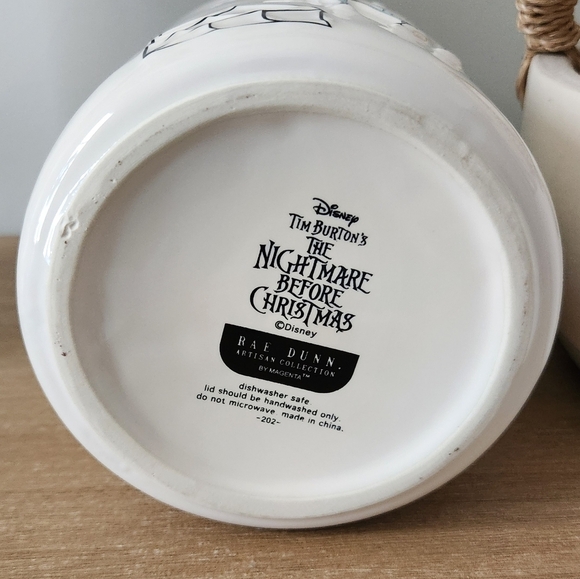 Disney
TIM BURTON'S
THE
NIGHTMARE
BEFORE
CHRISTMAS
©Disney
RAE DUNN.
ARTISAN COLLECTION
BY MAGENTA™
dishwasher safe
lid should be handwashed only.
do not microwave made in china.
-202-